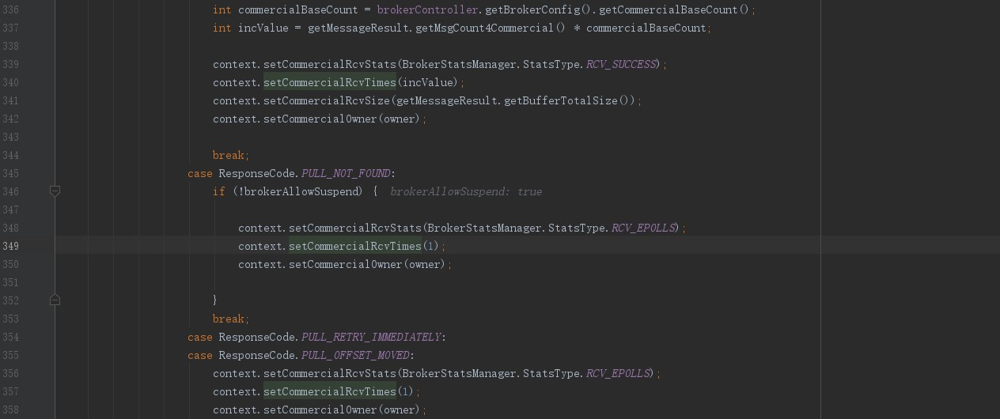 336 int commercialBaseCount = brokerController.getBrokerConfig().getCommercialBaseCount();
337 int incValue = getMessageResult.getMsgCount4Commercial() * commercialBaseCount;
338
339 context.setCommercialRcvStats(BrokerStatsManager.StatsType.RCV_SUCCESS);
340 context.setCommercialRcvTimes(incValue);
341 context.setCommercialRcvSize(getMessageResult.getBufferTotalSize());
342 context.setCommercialOwner(owner);
343
344 break;
345 case ResponseCode.PULL_NOT_FOUND:
346 if (!brokerAllowSuspend) { brokerAllowSuspend: true
347
348 context.setCommercialRcvStats(BrokerStatsManager.StatsType.RCV_EPOLLS);
349 context.setCommercialRcvTimes(1);
350 context.setCommercialOwner(owner);
351
352 }
353 break;
354 case ResponseCode.PULL_RETRY_IMMEDIATELY:
355 case ResponseCode.PULL_OFFSET_MOVED:
356 context.setCommercialRcvStats(BrokerStatsManager.StatsType.RCV_EPOLLS);
357 context.setCommercialRcvTimes(1);
358 context.setCommercialOwner(owner);